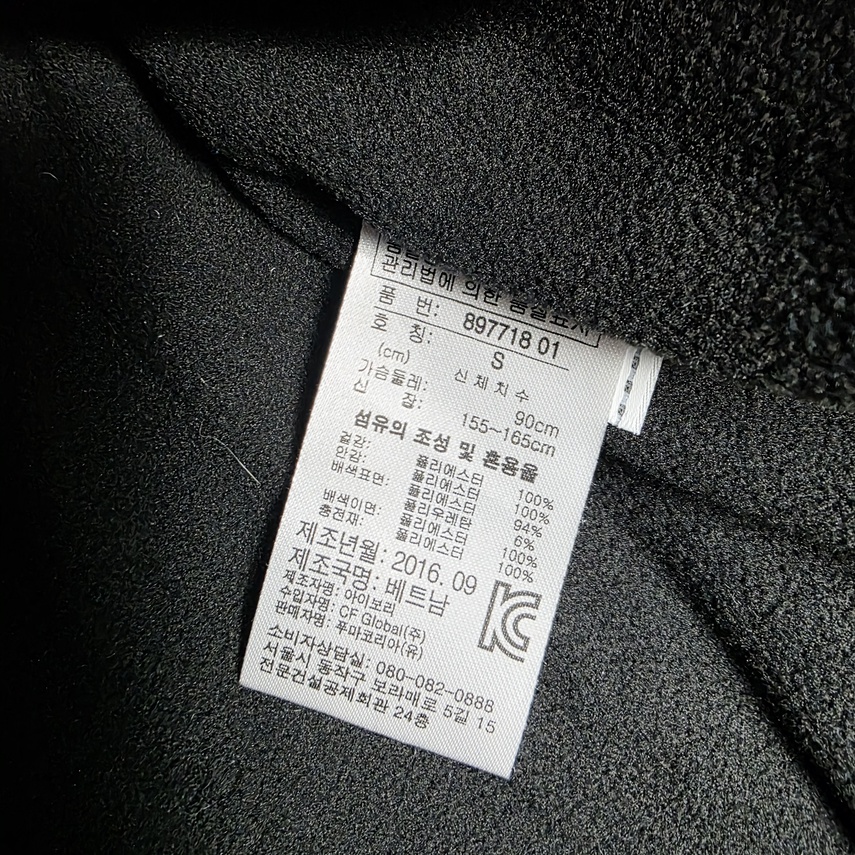 관리법에 의한 품질표시
품 번: 897718 01
호 칭: S
(cm) 신 체 치 수
가슴둘레: 90cm
신 장: 155~165cm
섬유의 조성 및 혼용율
겉감: 폴리에스터 100%
안감: 폴리에스터 100%
배색표면: 폴리에스터 94%
폴리우레탄 6%
배색이면: 폴리에스터 100%
충전재: 폴리에스터 100%
제조년월: 2016. 09
제조국명: 베트남
제조자명: 아이보리
수입자명: CF Global(주)
판매자명: 푸마코리아(유)
소비자상담실: 080-082-0888
서울시 동작구 보라매로 5길 15
전문건설공제회관 24층